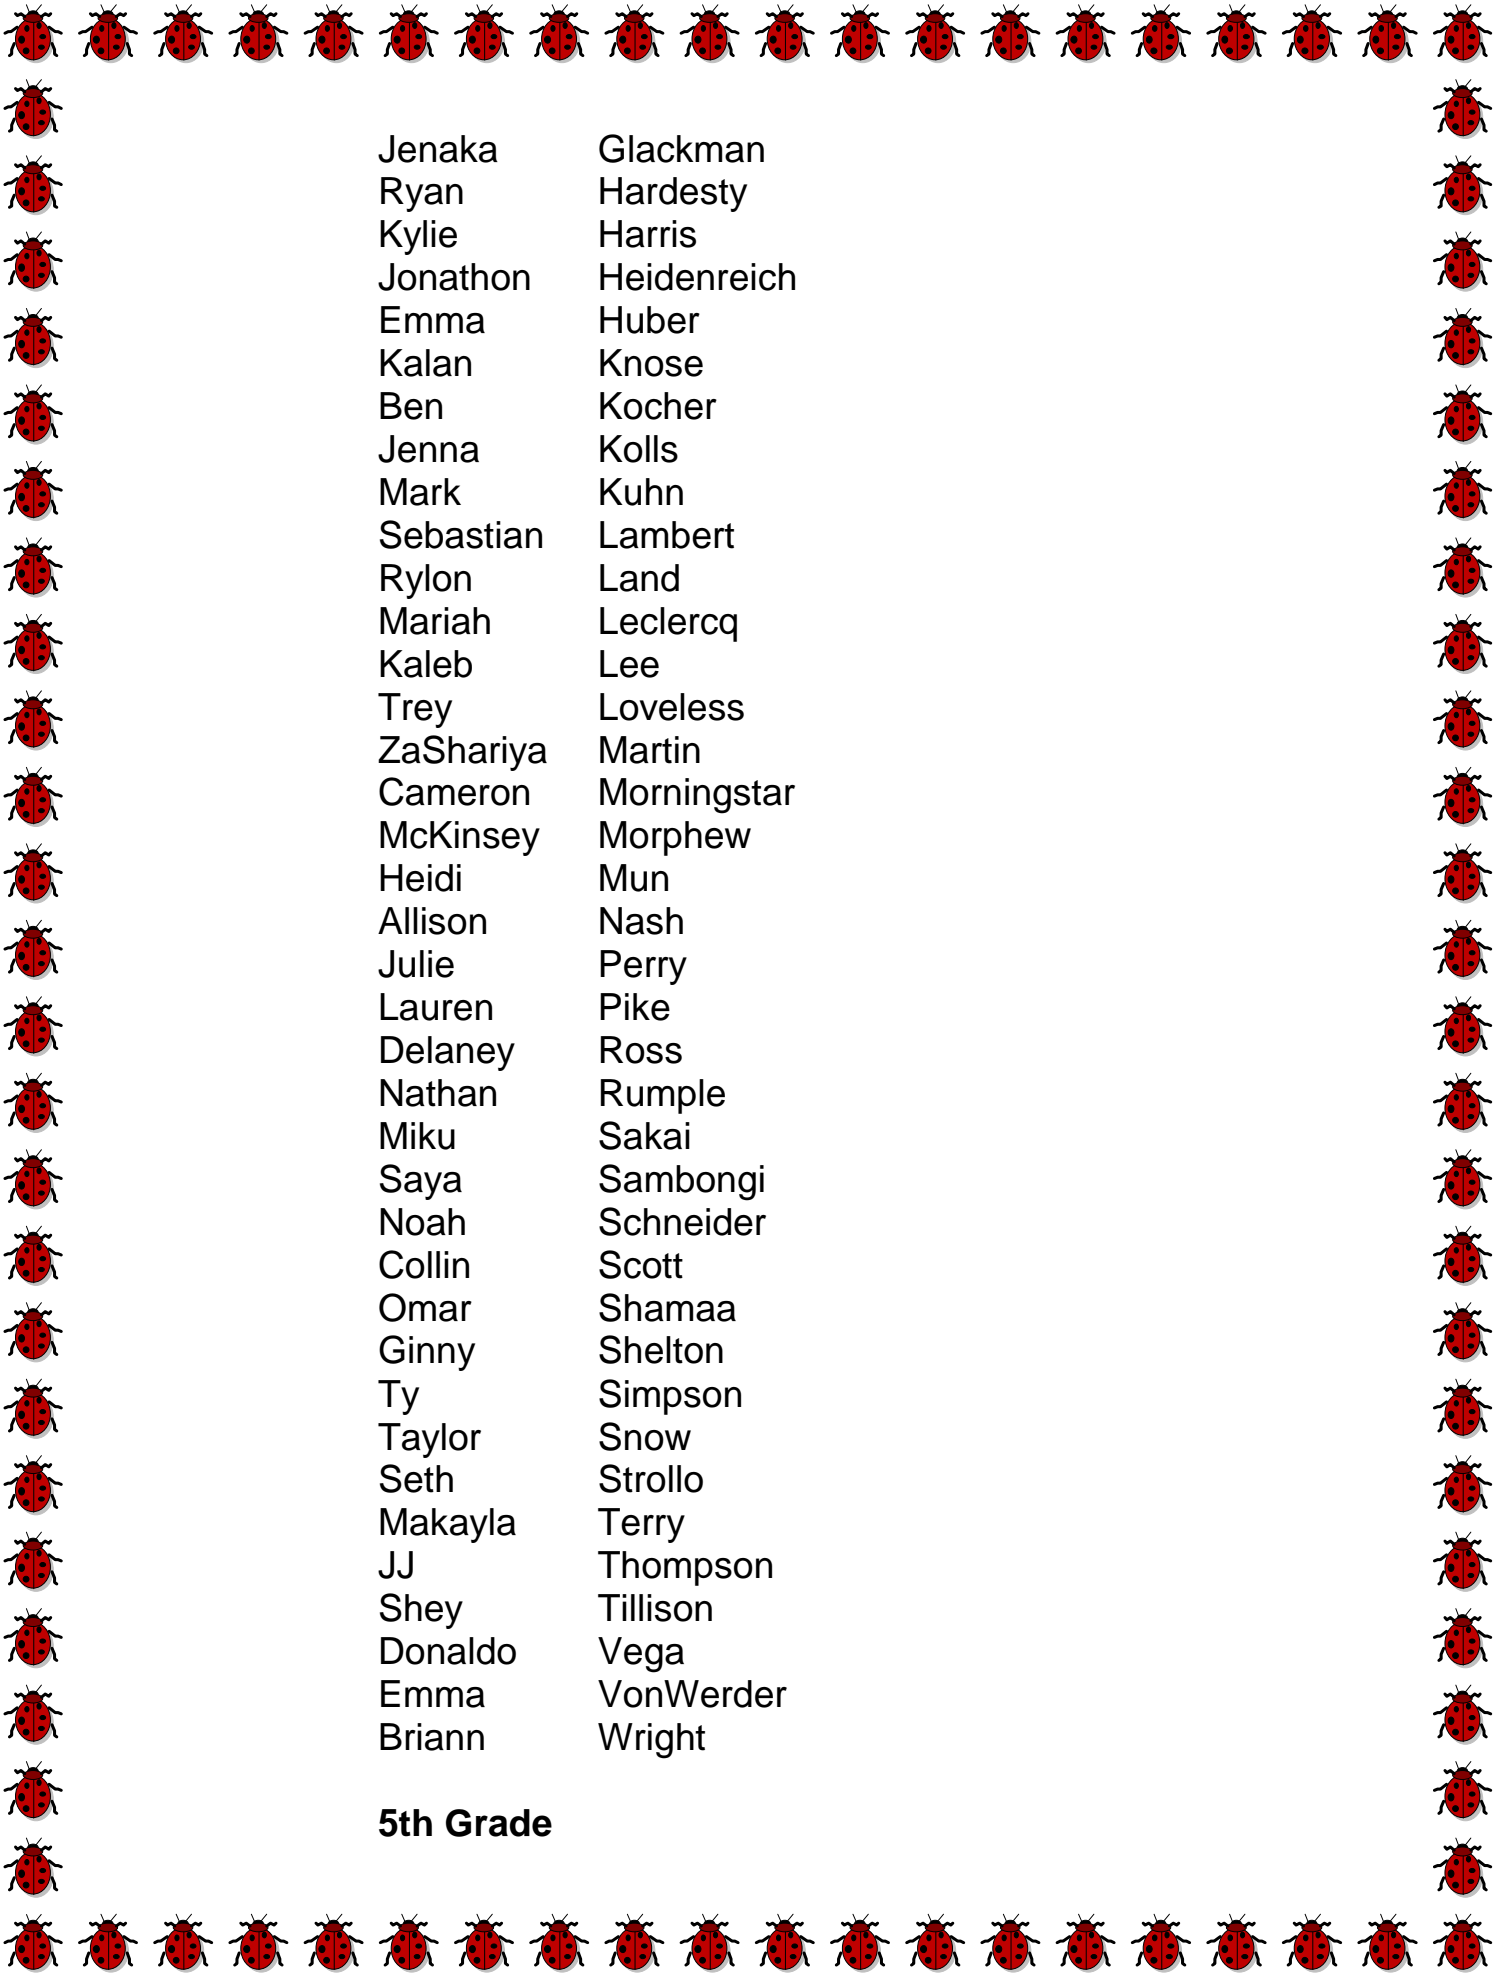 Jenaka Glackman
Ryan Hardesty
Kylie Harris
Jonathon Heidenreich
Emma Huber
Kalan Knose
Ben Kocher
Jenna Kolls
Mark Kuhn
Sebastian Lambert
Rylon Land
Mariah Leclercq
Kaleb Lee
Trey Loveless
ZaShariya Martin
Cameron Morningstar
McKinsey Morphew
Heidi Mun
Allison Nash
Julie Perry
Lauren Pike
Delaney Ross
Nathan Rumple
Miku Sakai
Saya Sambongi
Noah Schneider
Collin Scott
Omar Shamaa
Ginny Shelton
Ty Simpson
Taylor Snow
Seth Strollo
Makayla Terry
JJ Thompson
Shey Tillison
Donaldo Vega
Emma VonWerder
Briann Wright
5th Grade